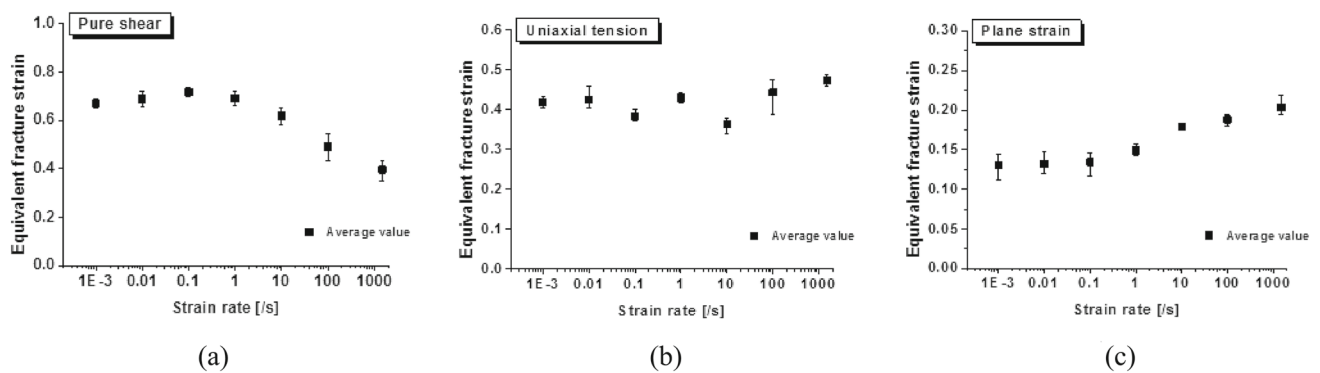 Pure shear
Equivalent fracture strain
1.0
0.8
0.6
0.4
0.2
0.0
Average value
1E-3 0.01 0.1 1 10 100 1000
Strain rate [/s]
(a)
Uniaxial tension
Equivalent fracture strain
0.6
0.5
0.4
0.3
0.2
0.1
0.0
Average value
1E-3 0.01 0.1 1 10 100 1000
Strain rate [/s]
(b)
Plane strain
Equivalent fracture strain
0.30
0.25
0.20
0.15
0.10
0.05
0.00
Average value
1E-3 0.01 0.1 1 10 100 1000
Strain rate [/s]
(c)